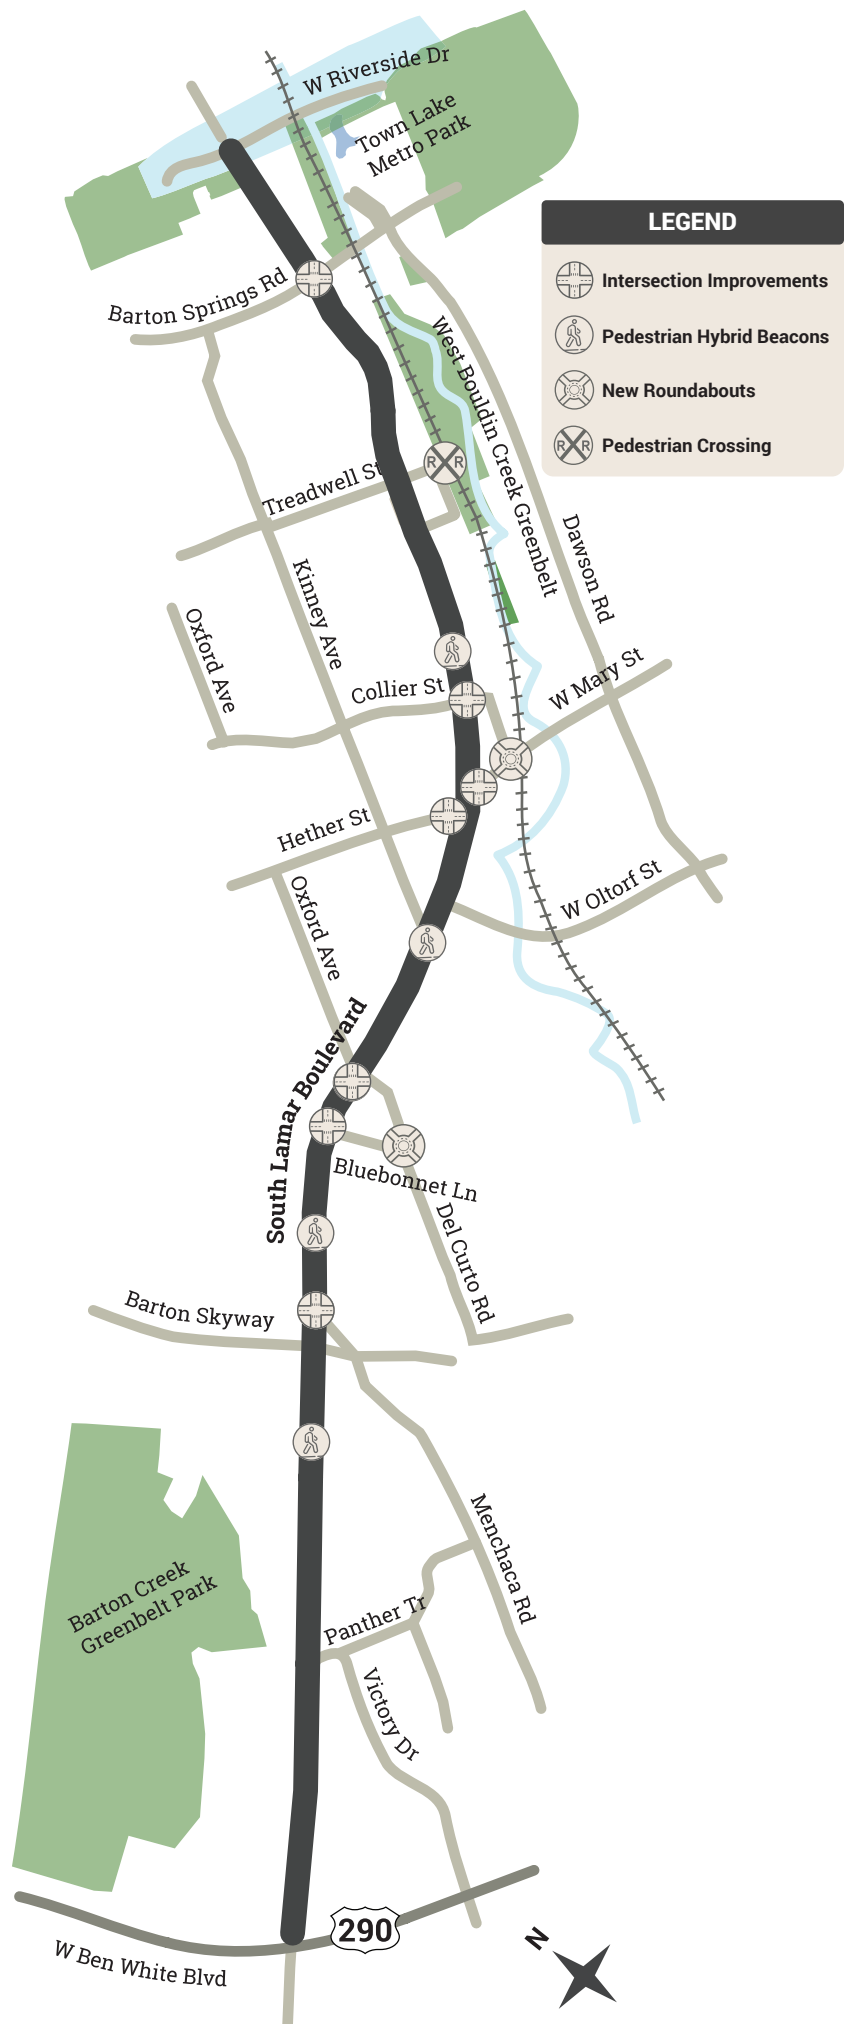 W Riverside Dr
Town Lake
Metro Park
LEGEND
Intersection Improvements
Pedestrian Hybrid Beacons
New Roundabouts
R R Pedestrian Crossing
Barton Springs Rd
West Bouldin Creek Greenbelt
R R
Treadwell St
Dawson Rd
Kinney Ave
Oxford Ave
Collier St
W Mary St
Hether St
W Oltorf St
Oxford Ave
South Lamar Boulevard
Bluebonnet Ln
Del Curto Rd
Barton Skyway
Menchaca Rd
Barton Creek
Greenbelt Park
Panther Tr
Victory Dr
290
W Ben White Blvd
N